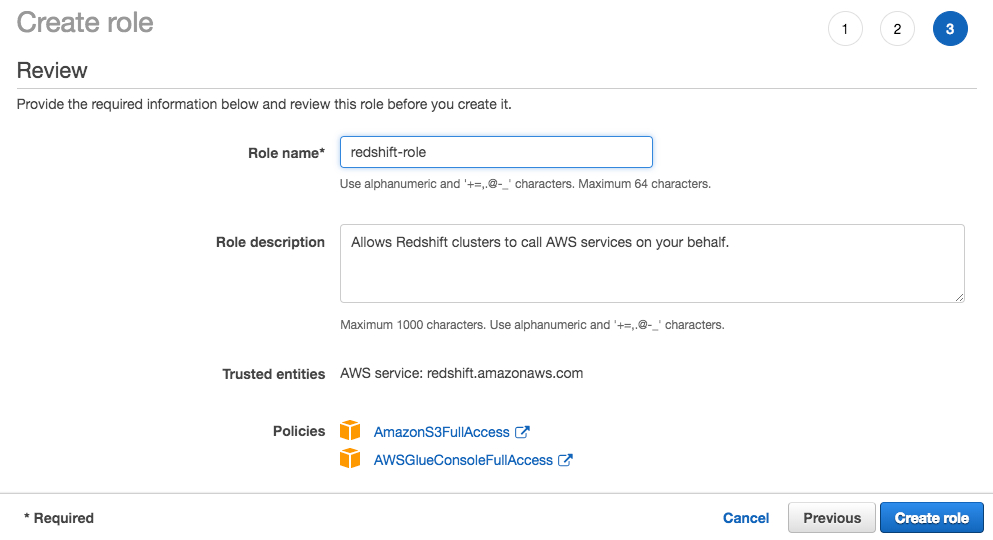 Create role
1 2 3
Review
Provide the required information below and review this role before you create it.
Role name* redshift-role
Use alphanumeric and '+=,.@-_' characters. Maximum 64 characters.
Role description Allows Redshift clusters to call AWS services on your behalf.
Maximum 1000 characters. Use alphanumeric and '+=,.@-_' characters.
Trusted entities AWS service: redshift.amazonaws.com
Policies AmazonS3FullAccess
AWSGlueConsoleFullAccess
* Required Cancel Previous Create role